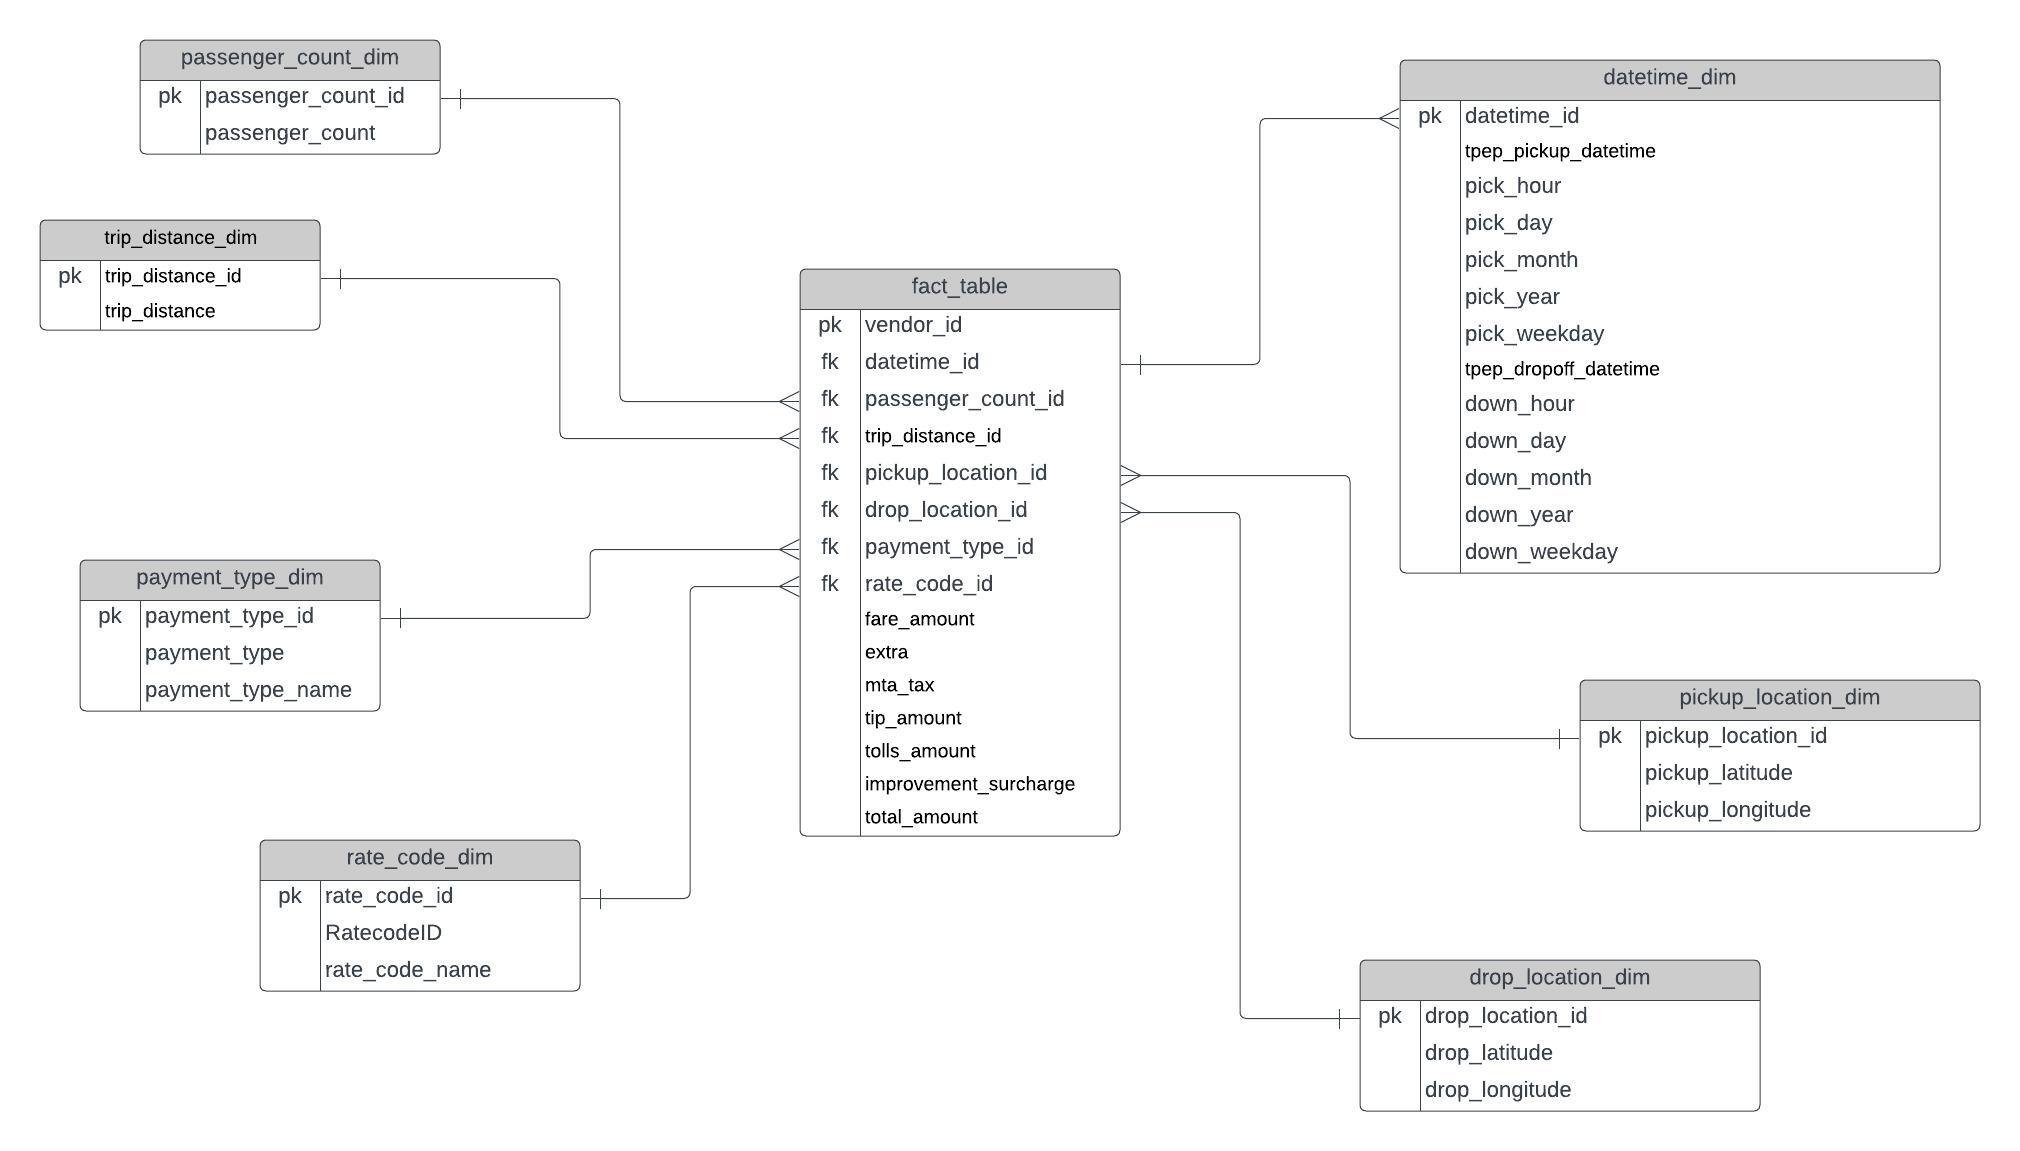 passenger_count_dim
pk passenger_count_id
passenger_count
trip_distance_dim
pk trip_distance_id
trip_distance
payment_type_dim
pk payment_type_id
payment_type
payment_type_name
rate_code_dim
pk rate_code_id
RatecodeID
rate_code_name
fact_table
pk vendor_id
fk datetime_id
fk passenger_count_id
fk trip_distance_id
fk pickup_location_id
fk drop_location_id
fk payment_type_id
fk rate_code_id
fare_amount
extra
mta_tax
tip_amount
tolls_amount
improvement_surcharge
total_amount
datetime_dim
pk datetime_id
tpep_pickup_datetime
pick_hour
pick_day
pick_month
pick_year
pick_weekday
tpep_dropoff_datetime
down_hour
down_day
down_month
down_year
down_weekday
pickup_location_dim
pk pickup_location_id
pickup_latitude
pickup_longitude
drop_location_dim
pk drop_location_id
drop_latitude
drop_longitude